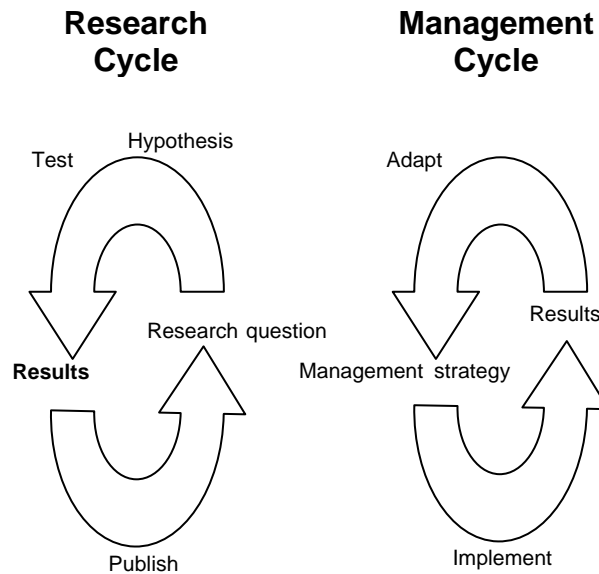 Research
Cycle
Hypothesis
Test
Research question
Results
Publish
Management
Cycle
Adapt
Results
Management strategy
Implement